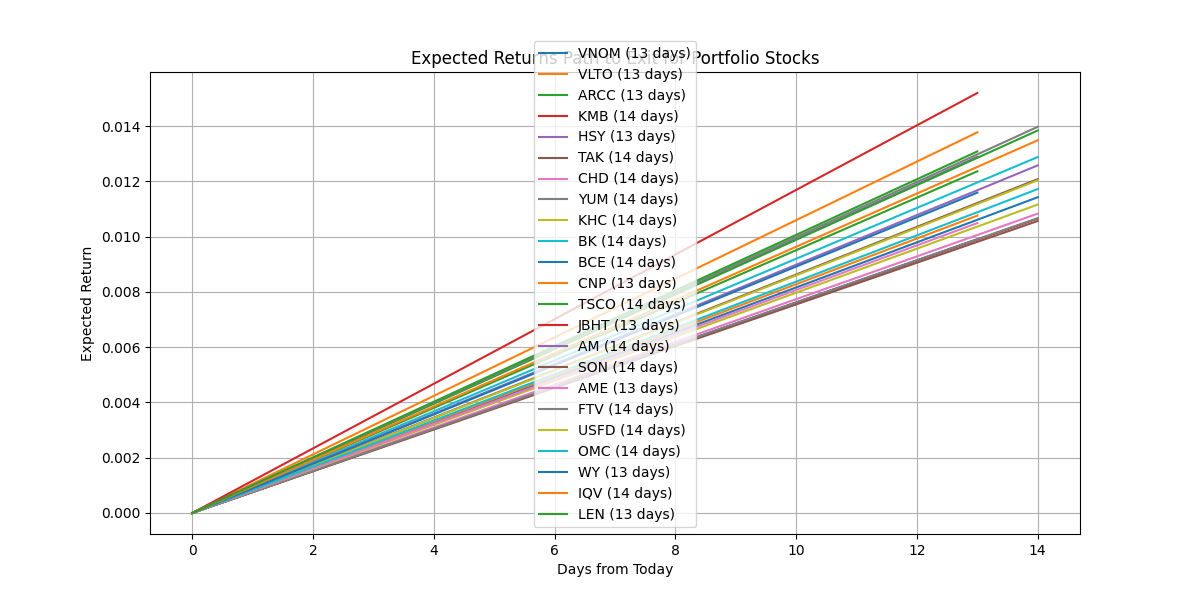 Expected Returns Path to Exit for Portfolio Stocks
VNOM (13 days)
VLTO (13 days)
ARCC (13 days)
KMB (14 days)
HSY (13 days)
TAK (14 days)
CHD (14 days)
YUM (14 days)
KHC (14 days)
BK (14 days)
BCE (14 days)
CNP (13 days)
TSCO (14 days)
JBHT (13 days)
AM (14 days)
SON (14 days)
AME (13 days)
FTV (14 days)
USFD (14 days)
OMC (14 days)
WY (13 days)
IQV (14 days)
LEN (13 days)
Expected Return
0.014
0.012
0.010
0.008
0.006
0.004
0.002
0.000
0 2 4 6 8 10 12 14
Days from Today